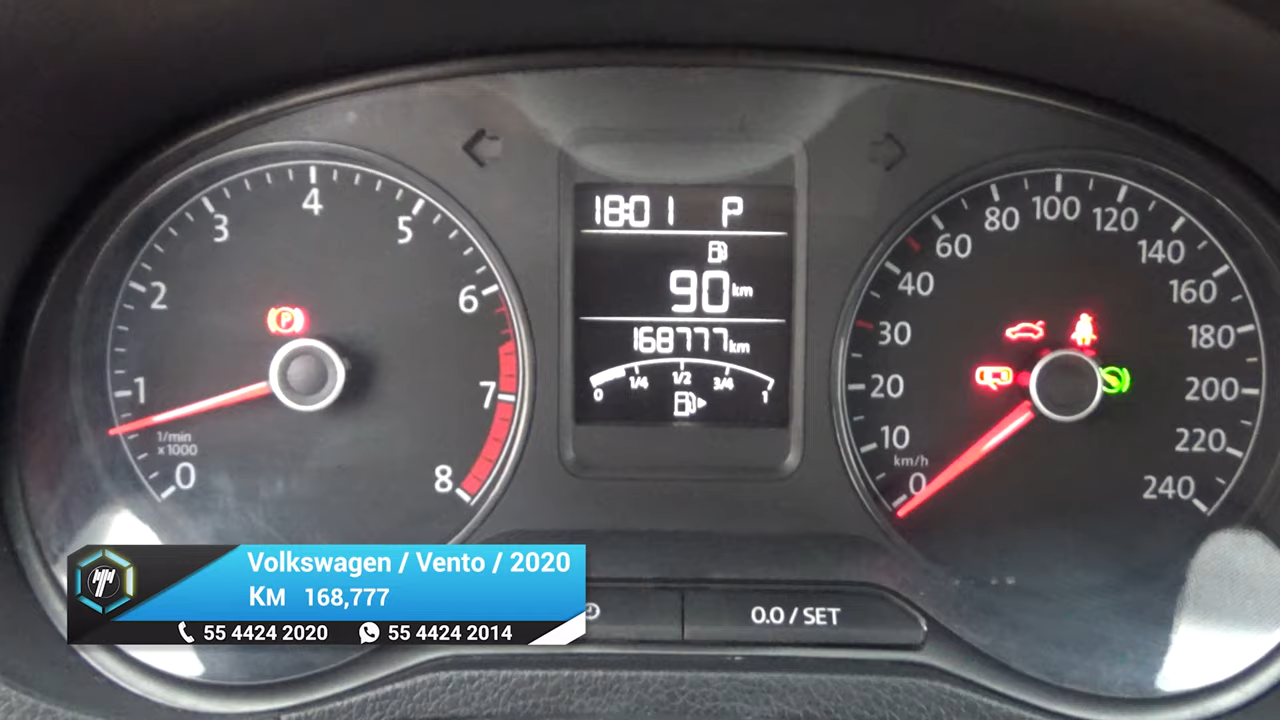 18:01 P
90 km
168777 km
0 1/4 1/2 3/4 1
0 1 2 3 4 5 6 7 8
1/min
x1000
P
0 10 20 30 40 60 80 100 120 140 160 180 200 220 240
km/h
0.0 / SET
Volkswagen / Vento / 2020
KM 168,777
55 4424 2020 55 4424 2014